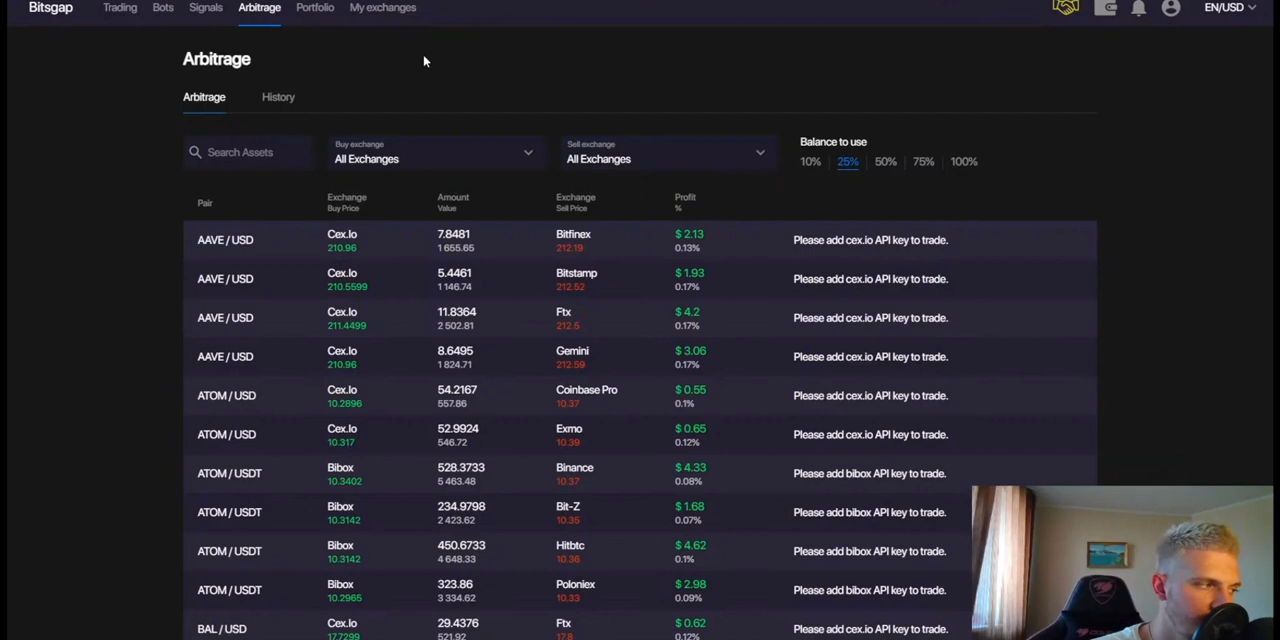 Bitsgap Trading Bots Signals Arbitrage Portfolio My exchanges EN/USD
Arbitrage
Arbitrage History
Search Assets Buy exchange All Exchanges Sell exchange All Exchanges Balance to use
10% 25% 50% 75% 100%
Pair Exchange Amount Exchange Profit
Buy Price Value Sell Price %
AAVE / USD Cex.Io 7.8481 Bitfinex $ 2.13 Please add cex.io API key to trade.
210.96 1 655.65 212.19 0.13%
AAVE / USD Cex.Io 5.4461 Bitstamp $ 1.93 Please add cex.io API key to trade.
210.5599 1 146.74 212.52 0.17%
AAVE / USD Cex.Io 11.8364 Ftx $ 4.2 Please add cex.io API key to trade.
211.4499 2 502.81 212.5 0.17%
AAVE / USD Cex.Io 8.6495 Gemini $ 3.06 Please add cex.io API key to trade.
210.96 1 824.71 212.59 0.17%
ATOM / USD Cex.Io 54.2167 Coinbase Pro $ 0.55 Please add cex.io API key to trade.
10.2896 557.86 10.37 0.1%
ATOM / USD Cex.Io 52.9924 Exmo $ 0.65 Please add cex.io API key to trade.
10.317 546.72 10.39 0.12%
ATOM / USDT Bibox 528.3733 Binance $ 4.33 Please add bibox API key to trade.
10.3402 5 463.48 10.37 0.08%
ATOM / USDT Bibox 234.9798 Bit-Z $ 1.68 Please add bibox API key to trade.
10.3142 2 423.62 10.35 0.07%
ATOM / USDT Bibox 450.6733 Hitbtc $ 4.62 Please add bibox API key to trade.
10.3142 4 648.33 10.36 0.1%
ATOM / USDT Bibox 323.86 Poloniex $ 2.98 Please add bibox API key to trade.
10.2965 3 334.62 10.33 0.09%
BAL / USD Cex.Io 29.4376 Ftx $ 0.62 Please add cex.io API key to trade.
17.7299 521.92 17.8 0.12%